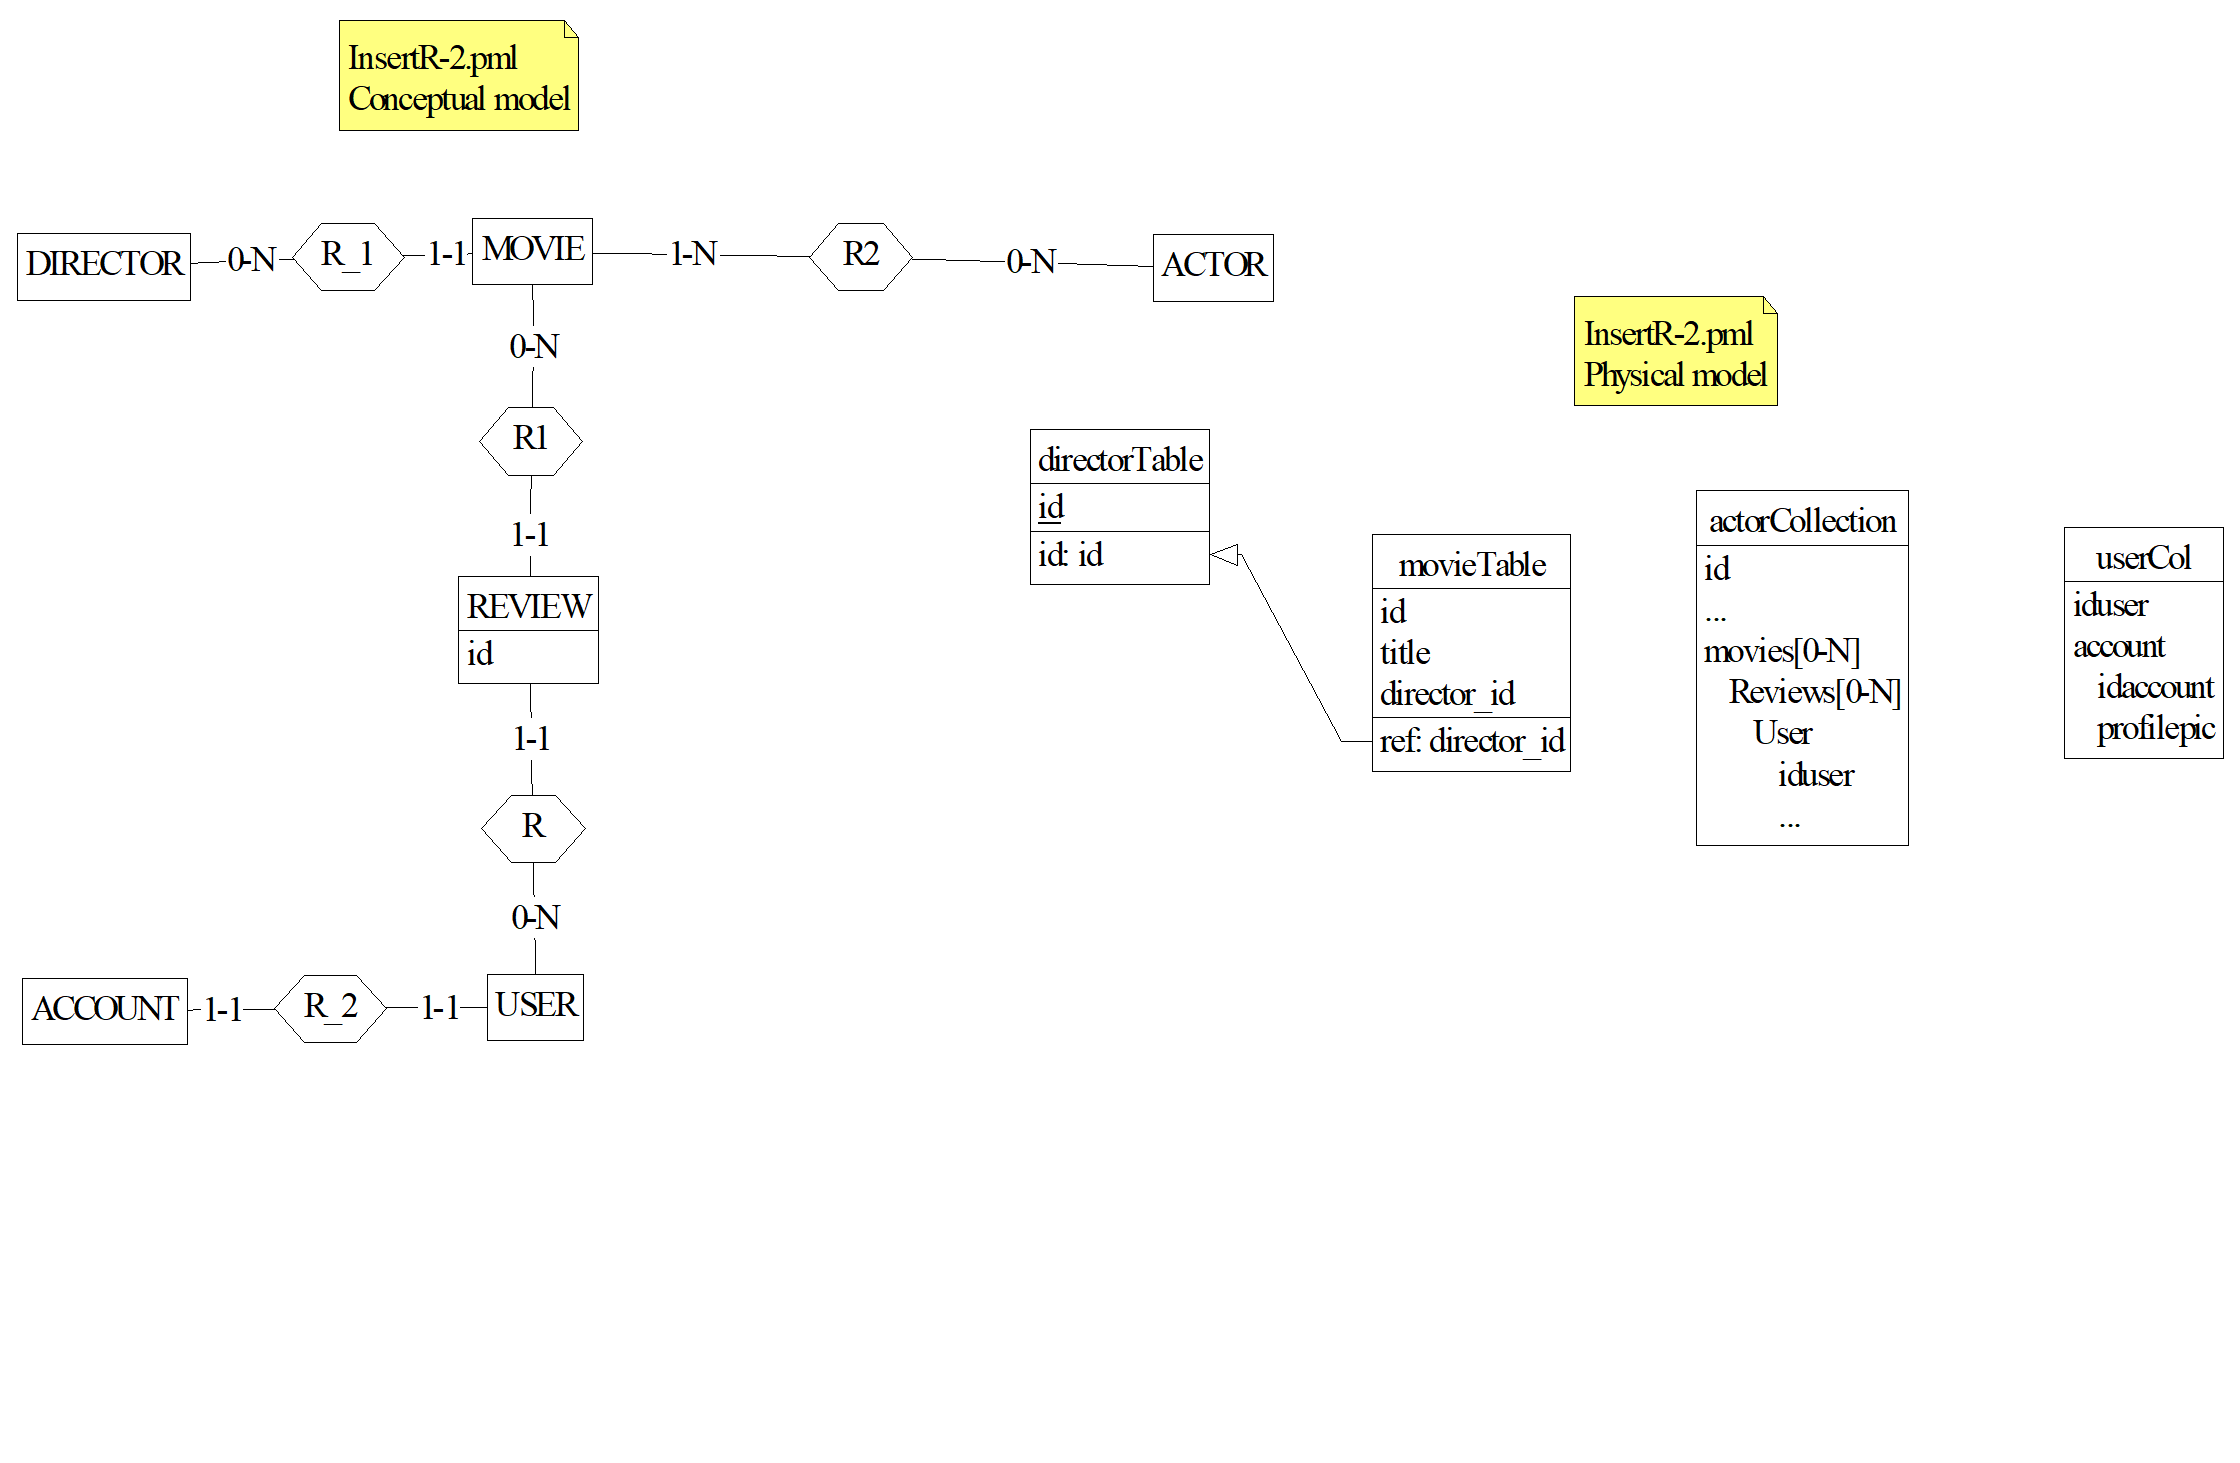 InsertR-2.pml
Conceptual model
DIRECTOR
0-N
R_1
1-1
MOVIE
1-N
R2
0-N
ACTOR
0-N
R1
1-1
REVIEW
id
1-1
R
0-N
ACCOUNT
1-1
R_2
1-1
USER
InsertR-2.pml
Physical model
directorTable
id
id: id
movieTable
id
title
director_id
ref: director_id
actorCollection
id
...
movies[0-N]
Reviews[0-N]
User
iduser
...
userCol
iduser
account
idaccount
profilepic